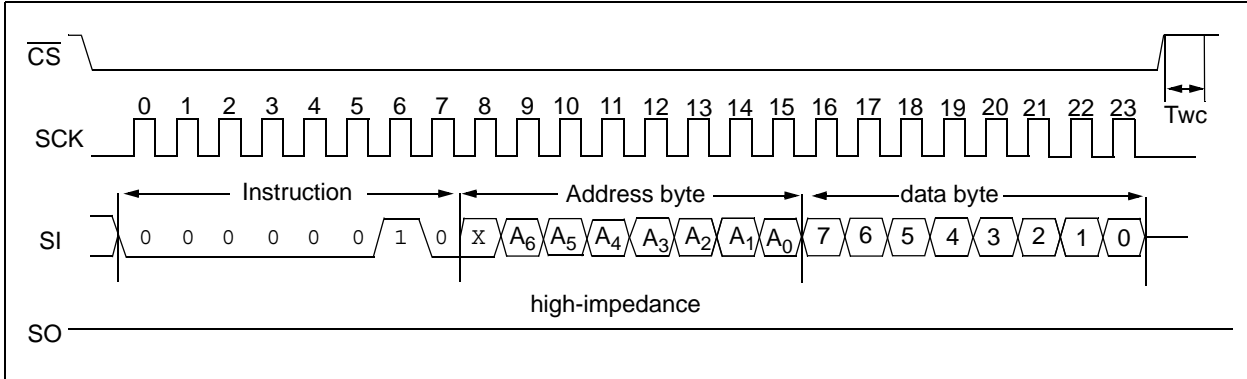 CS
0 1 2 3 4 5 6 7 8 9 10 11 12 13 14 15 16 17 18 19 20 21 22 23
Twc
SCK
Instruction
Address byte
data byte
SI
0 0 0 0 0 0 1 0 X A6 A5 A4 A3 A2 A1 A0 7 6 5 4 3 2 1 0
high-impedance
SO